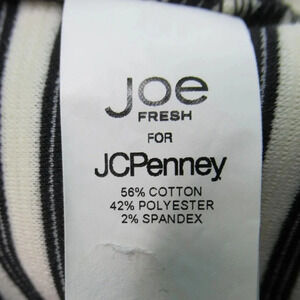 Joe
FRESH
FOR
JCPenney
56% COTTON
42% POLYESTER
2% SPANDEX